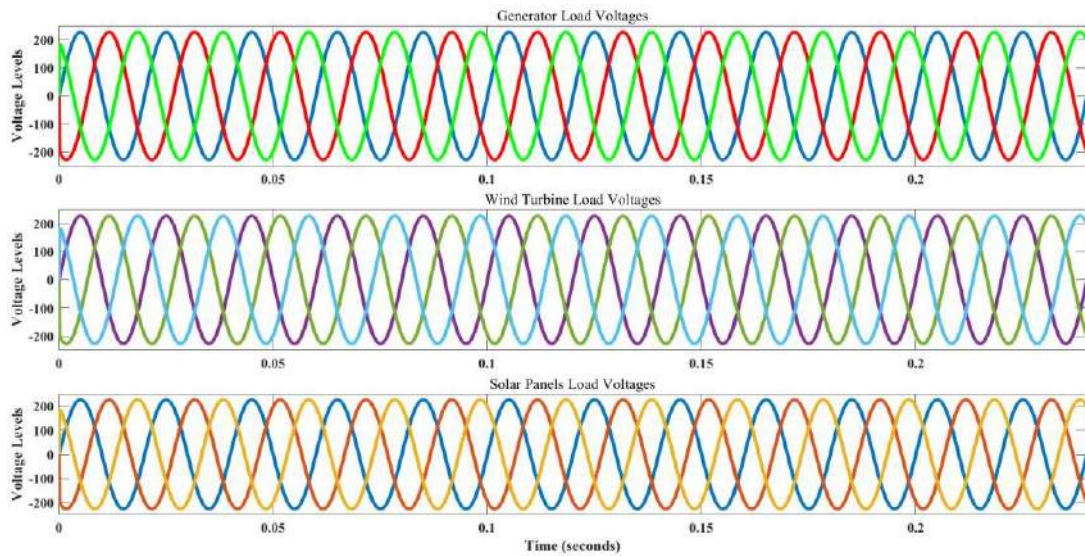 Generator Load Voltages
Voltage Levels
200
100
0
-100
-200
0 0.05 0.1 0.15 0.2
Wind Turbine Load Voltages
Voltage Levels
200
100
0
-100
-200
0 0.05 0.1 0.15 0.2
Solar Panels Load Voltages
Voltage Levels
200
100
0
-100
-200
0 0.05 0.1 0.15 0.2
Time (seconds)